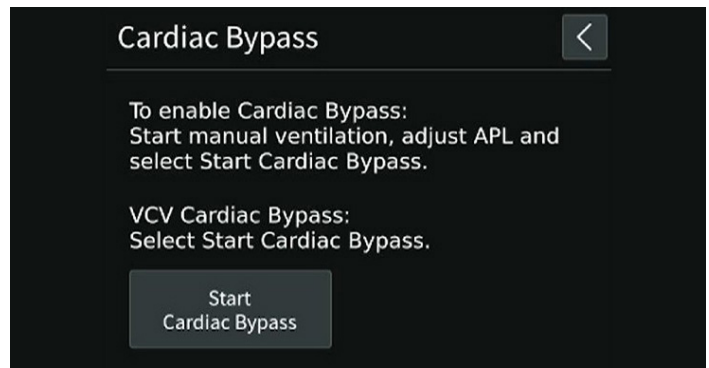 Cardiac Bypass
To enable Cardiac Bypass:
Start manual ventilation, adjust APL and
select Start Cardiac Bypass.
VCV Cardiac Bypass:
Select Start Cardiac Bypass.
Start
Cardiac Bypass